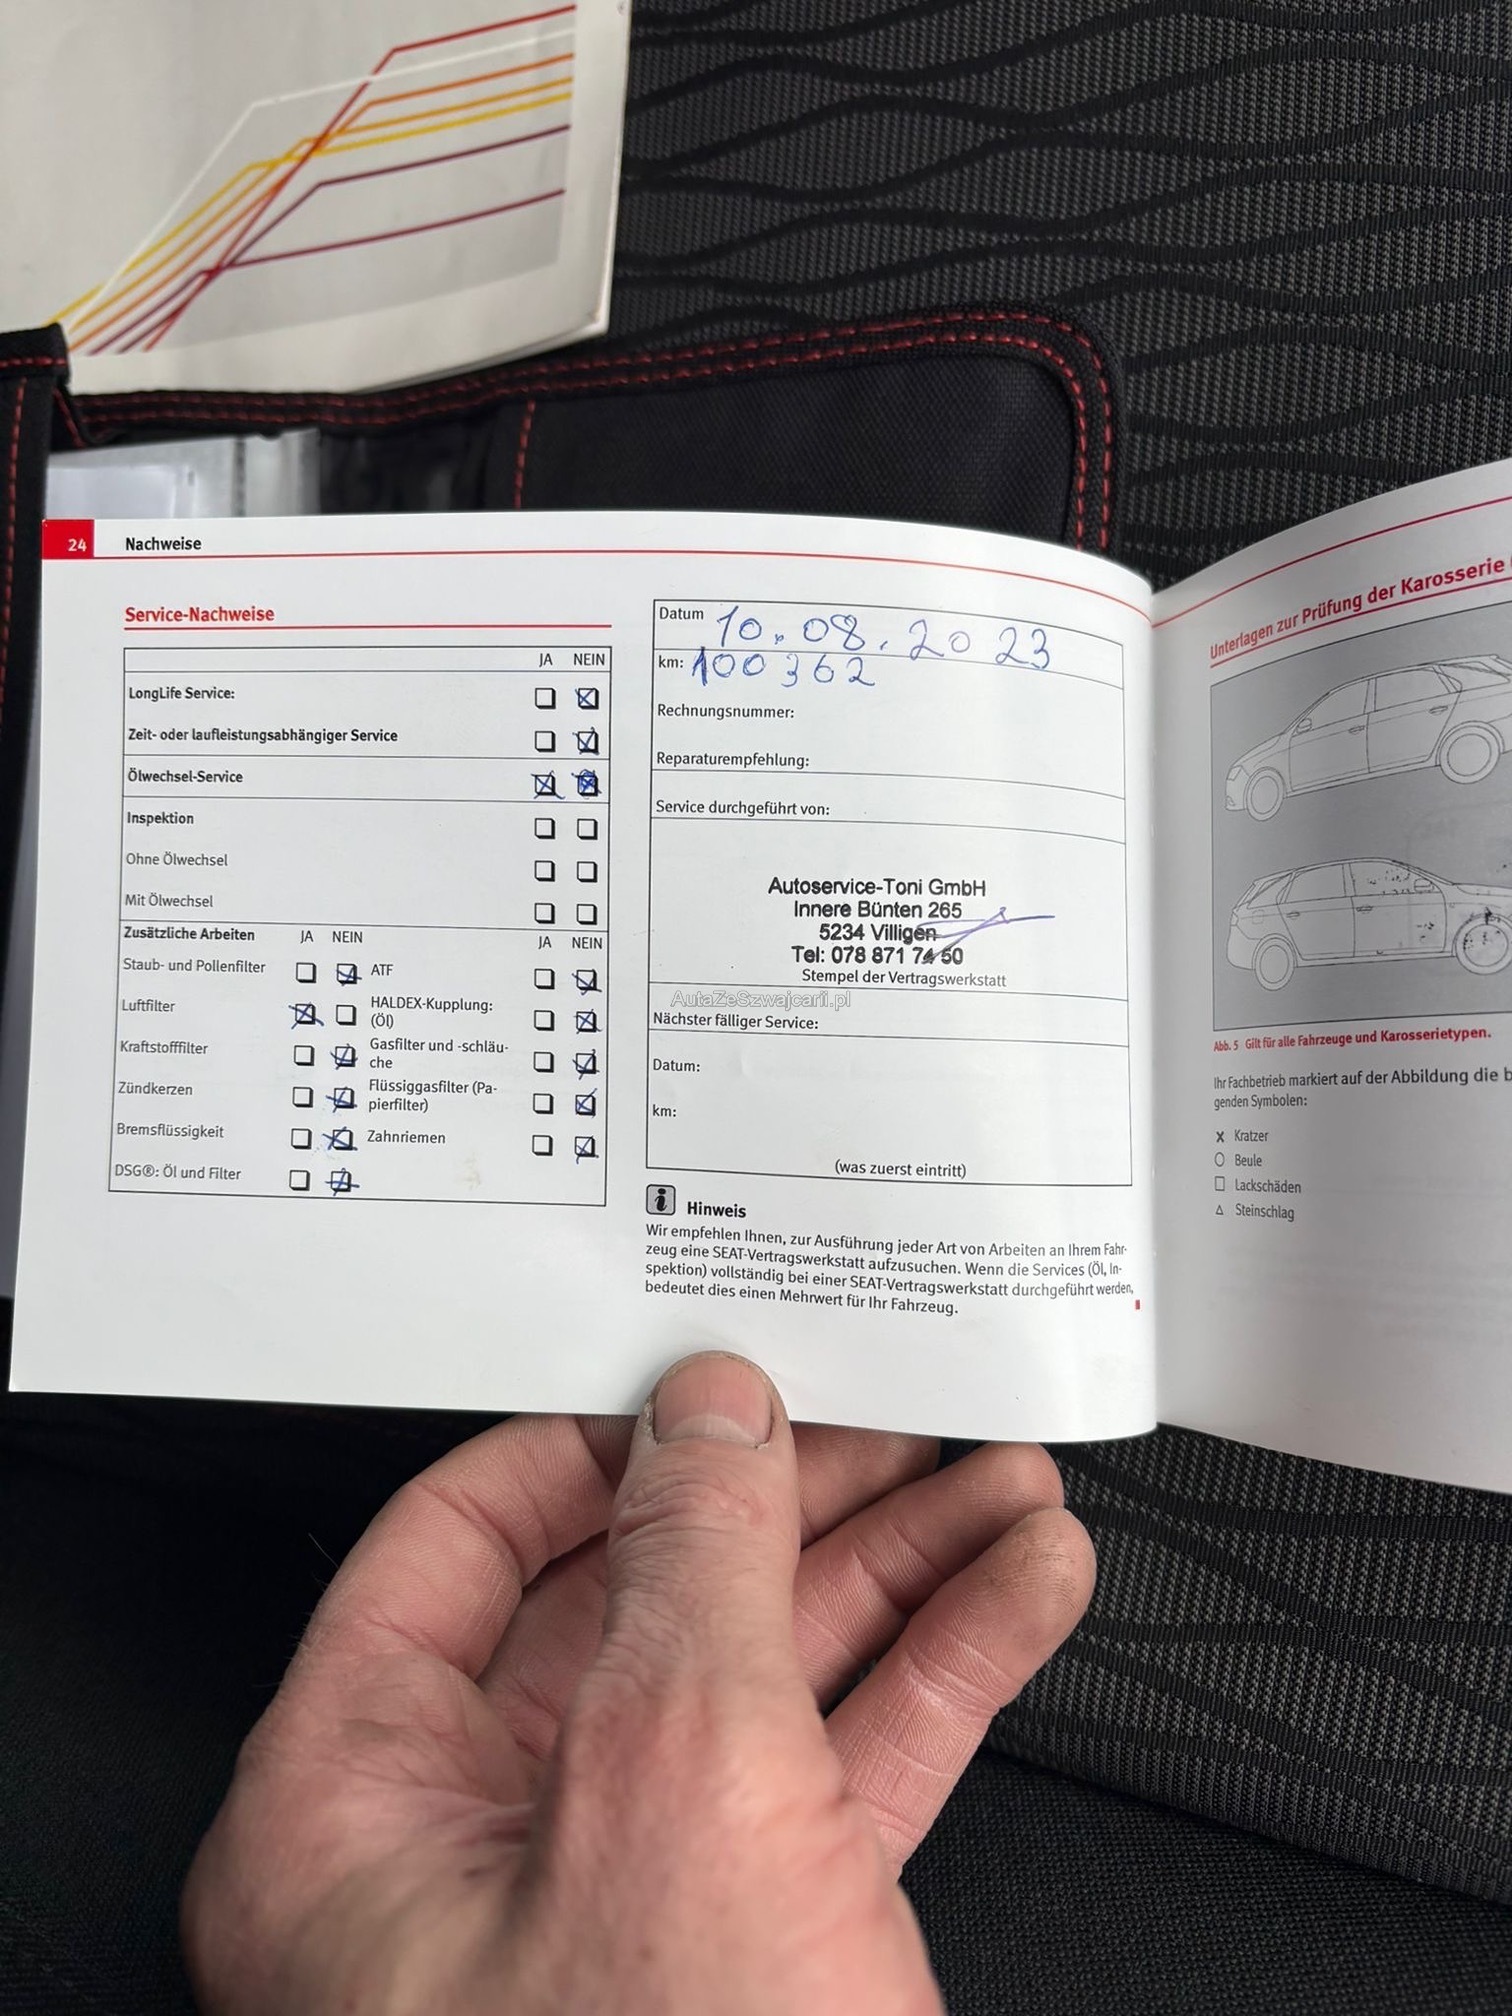 24 Nachweise
Service-Nachweise
JA NEIN
LongLife Service:
Zeit- oder laufleistungsabhängiger Service
Ölwechsel-Service
Inspektion
Ohne Ölwechsel
Mit Ölwechsel
Zusätzliche Arbeiten JA NEIN JA NEIN
Staub- und Pollenfilter ATF
Luftfilter HALDEX-Kupplung:
(Öl)
Kraftstofffilter Gasfilter und -schläu-
che
Zündkerzen Flüssiggasfilter (Pa-
pierfilter)
Bremsflüssigkeit Zahnriemen
DSG®: Öl und Filter
Datum 10.08.2023
km: 100362
Rechnungsnummer:
Reparaturempfehlung:
Service durchgeführt von:
Autoservice-Toni GmbH
Innere Bünten 265
5234 Villigen
Tel: 078 871 74 50
Stempel der Vertragswerkstatt
AutaZeSzwajcarii.pl
Nächster fälliger Service:
Datum:
km:
(was zuerst eintritt)
i Hinweis
Wir empfehlen Ihnen, zur Ausführung jeder Art von Arbeiten an Ihrem Fahr-
zeug eine SEAT-Vertragswerkstatt aufzusuchen. Wenn die Services (Öl, In-
spektion) vollständig bei einer SEAT-Vertragswerkstatt durchgeführt werden,
bedeutet dies einen Mehrwert für Ihr Fahrzeug.
Unterlagen zur Prüfung der Karosserie
Abb. 5 Gilt für alle Fahrzeuge und Karosserietypen.
Ihr Fachbetrieb markiert auf der Abbildung die
genden Symbolen:
X Kratzer
O Beule
□ Lackschäden
△ Steinschlag